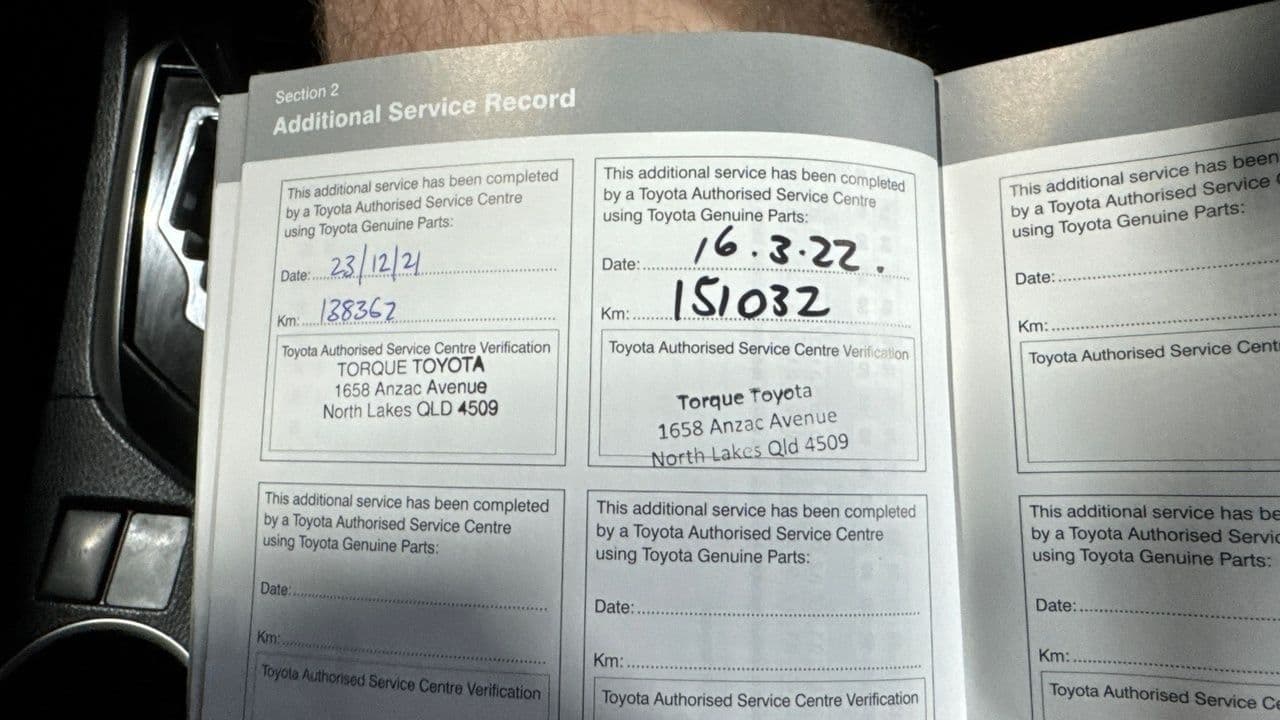 Section 2
Additional Service Record
This additional service has been completed
by a Toyota Authorised Service Centre
using Toyota Genuine Parts:
Date: 23/12/21
Km: 138362
Toyota Authorised Service Centre Verification
TORQUE TOYOTA
1658 Anzac Avenue
North Lakes QLD 4509
This additional service has been completed
by a Toyota Authorised Service Centre
using Toyota Genuine Parts:
Date: 16.3.22.
Km: 151032
Toyota Authorised Service Centre Verification
Torque Toyota
1658 Anzac Avenue
North Lakes Qld 4509
This additional service has been completed
by a Toyota Authorised Service Centre
using Toyota Genuine Parts:
Date:
Km:
Toyota Authorised Service Centre Verification
This additional service has been completed
by a Toyota Authorised Service Centre
using Toyota Genuine Parts:
Date:
Km:
Toyota Authorised Service Centre Verification
This additional service has been
by a Toyota Authorised Service
using Toyota Genuine Parts:
Date:
Km:
Toyota Authorised Service
This additional service has
by a Toyota Authorised
using Toyota Genuine Parts:
Date:
Km:
Toyota Authorised Service